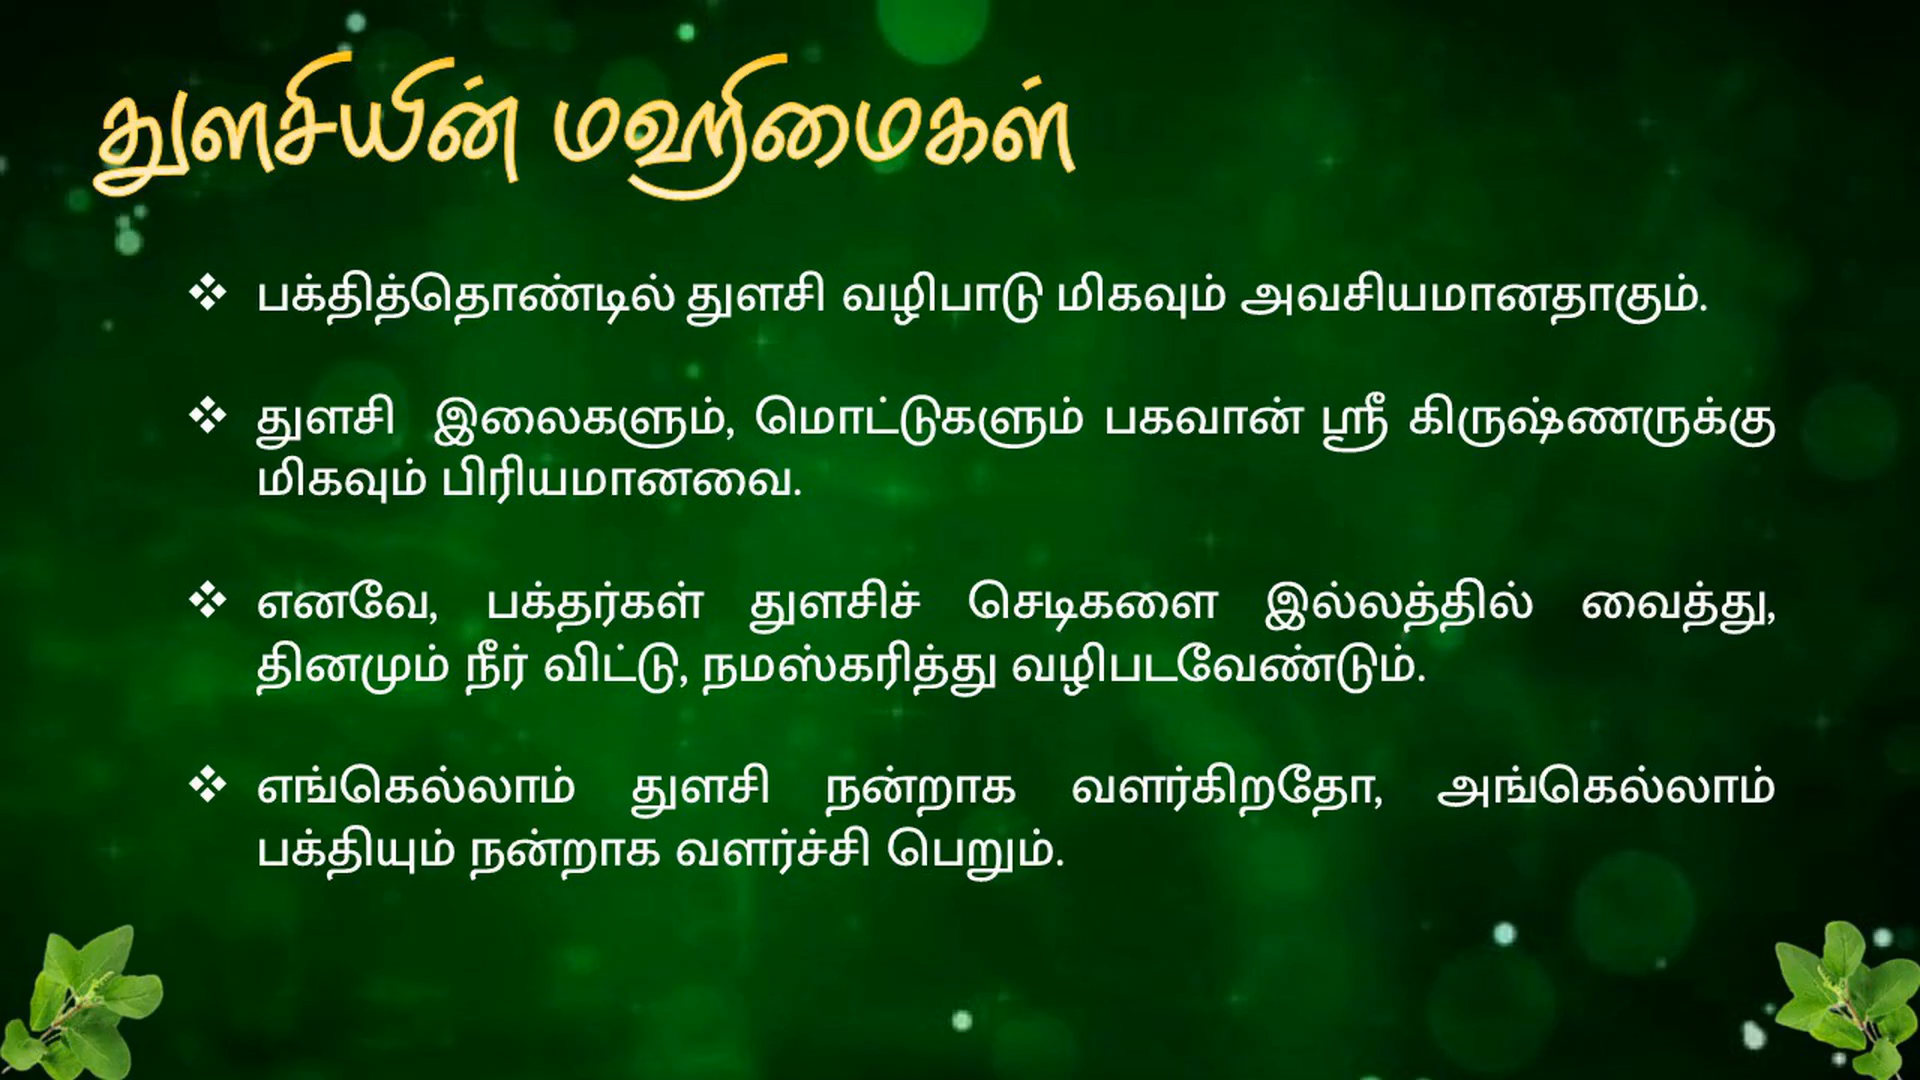 துளசியின் மஹிமைகள்
❖ பக்தித்தொண்டில் துளசி வழிபாடு மிகவும் அவசியமானதாகும்.
❖ துளசி இலைகளும், மொட்டுகளும் பகவான் ஸ்ரீ கிருஷ்ணருக்கு
மிகவும் பிரியமானவை.
❖ எனவே, பக்தர்கள் துளசிச் செடிகளை இல்லத்தில் வைத்து,
தினமும் நீர் விட்டு, நமஸ்கரித்து வழிபடவேண்டும்.
❖ எங்கெல்லாம் துளசி நன்றாக வளர்கிறதோ, அங்கெல்லாம்
பக்தியும் நன்றாக வளர்ச்சி பெறும்.